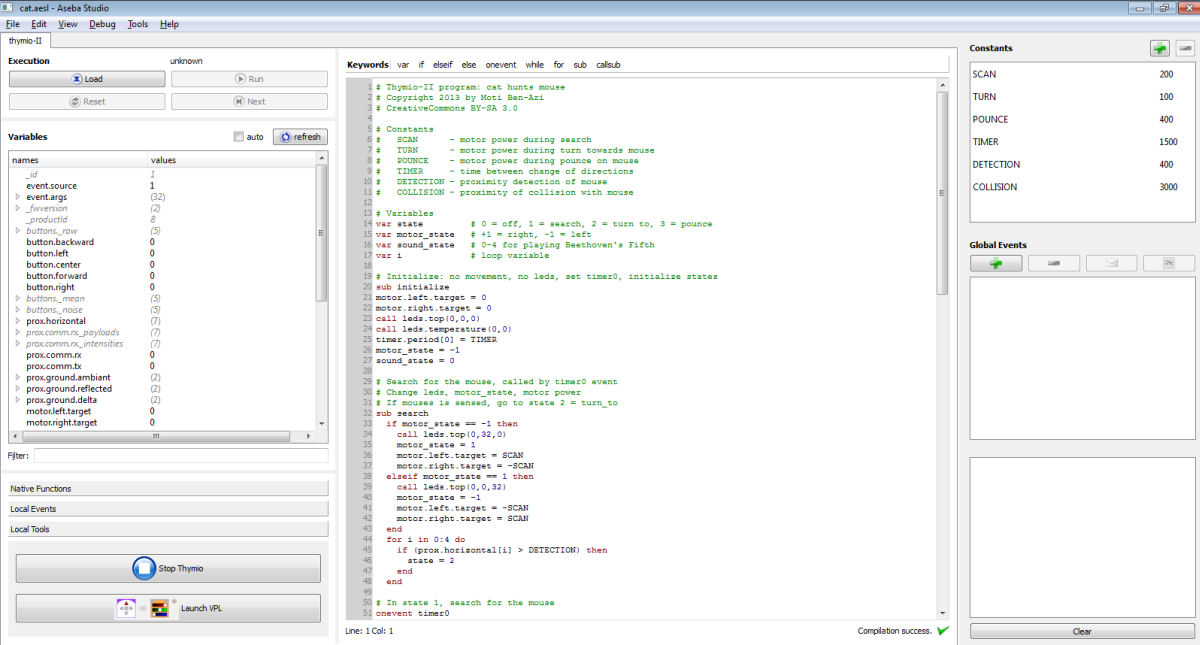 cat.aesl - Aseba Studio
File Edit View Debug Tools Help
thymio-II
Execution unknown
Load Run
Reset Next
Variables auto refresh
names values
_id 1
event.source 1
event.args (32)
_fwversion (2)
_productId 8
buttons._raw (5)
button.backward 0
button.left 0
button.center 0
button.forward 0
button.right 0
buttons._mean (5)
buttons._noise (5)
prox.horizontal (7)
prox.comm.rx._payloads (7)
prox.comm.rx._intensities (7)
prox.comm.rx 0
prox.comm.tx 0
prox.ground.ambiant (2)
prox.ground.reflected (2)
prox.ground.delta (2)
motor.left.target 0
motor.right.target 0
Filter:
Native Functions
Local Events
Local Tools
Stop Thymio
Launch VPL
Keywords var if elseif else onevent while for sub callsub
1 # Thymio-II program: cat hunts mouse
2 # Copyright 2013 by Moti Ben-Ari
3 # CreativeCommons BY-SA 3.0
4
5 # Constants
6 #   SCAN      - motor power during search
7 #   TURN      - motor power during turn towards mouse
8 #   POUNCE    - motor power during pounce on mouse
9 #   TIMER     - time between change of directions
10 #   DETECTION - proximity detection of mouse
11 #   COLLISION - proximity of collision with mouse
12
13 # Variables
14 var state         # 0 = off, 1 = search, 2 = turn to, 3 = pounce
15 var motor_state   # +1 = right, -1 = left
16 var sound_state   # 0-4 for playing Beethoven's Fifth
17 var i             # loop variable
18
19 # Initialize: no movement, no leds, set timer0, initialize states
20 sub initialize
21 motor.left.target = 0
22 motor.right.target = 0
23 call leds.top(0,0,0)
24 call leds.temperature(0,0)
25 timer.period[0] = TIMER
26 motor_state = -1
27 sound_state = 0
28
29 # Search for the mouse, called by timer0 event
30 # Change leds, motor_state, motor power
31 # If mouses is sensed, go to state 2 = turn_to
32 sub search
33   if motor_state == -1 then
34     call leds.top(0,32,0)
35     motor_state = 1
36     motor.left.target = SCAN
37     motor.right.target = -SCAN
38   elseif motor_state == 1 then
39     call leds.top(0,0,32)
40     motor_state = -1
41     motor.left.target = -SCAN
42     motor.right.target = SCAN
43   end
44   for i in 0:4 do
45     if (prox.horizontal[i] > DETECTION) then
46       state = 2
47     end
48   end
49
50 # In state 1, search for the mouse
51 onevent timer0
Line: 1 Col: 1 Compilation success.
Constants
SCAN 200
TURN 100
POUNCE 400
TIMER 1500
DETECTION 400
COLLISION 3000
Global Events
Clear